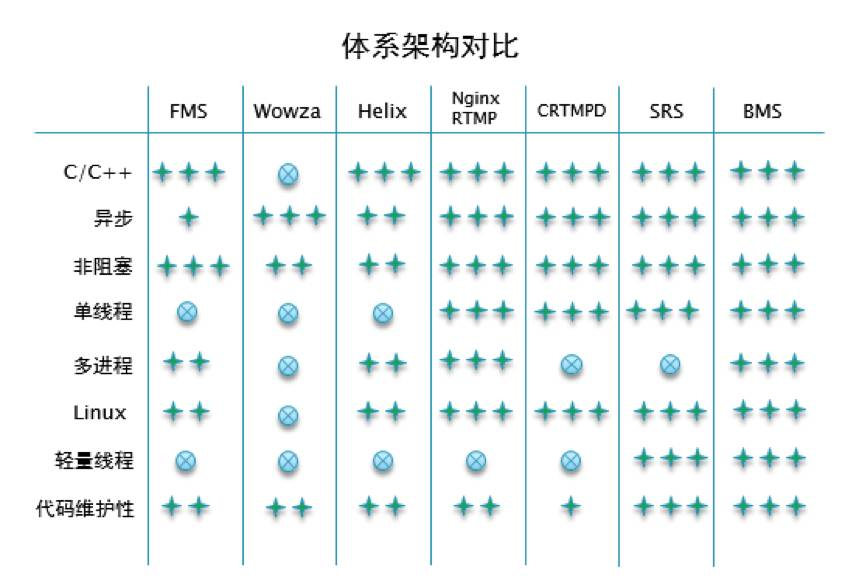 体系架构对比
FMS Wowza Helix Nginx RTMP CRTMPD SRS BMS
C/C++
异步
非阻塞
单线程
多进程
Linux
轻量线程
代码维护性